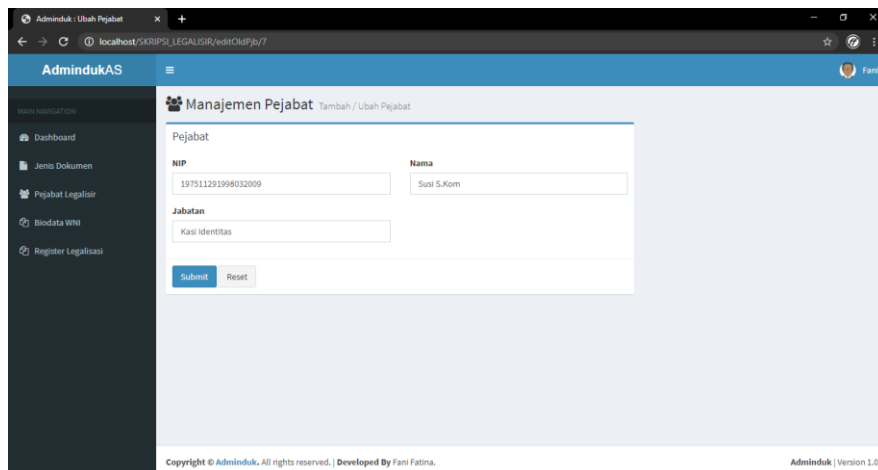 Adminduk : Ubah Pejabat
localhost/SKRIPSI_LEGALISIR/editOldPjb/7
AdmindukAS
Fani
MAIN NAVIGATION
Dashboard
Jenis Dokumen
Pejabat Legalisir
Biodata WNI
Register Legalisasi
Manajemen Pejabat Tambah / Ubah Pejabat
Pejabat
NIP Nama
197511291998032009 Susi S.Kom
Jabatan
Kasi Identitas
Submit Reset
Copyright © Adminduk. All rights reserved. | Developed By Fani Fatina. Adminduk | Version 1.0